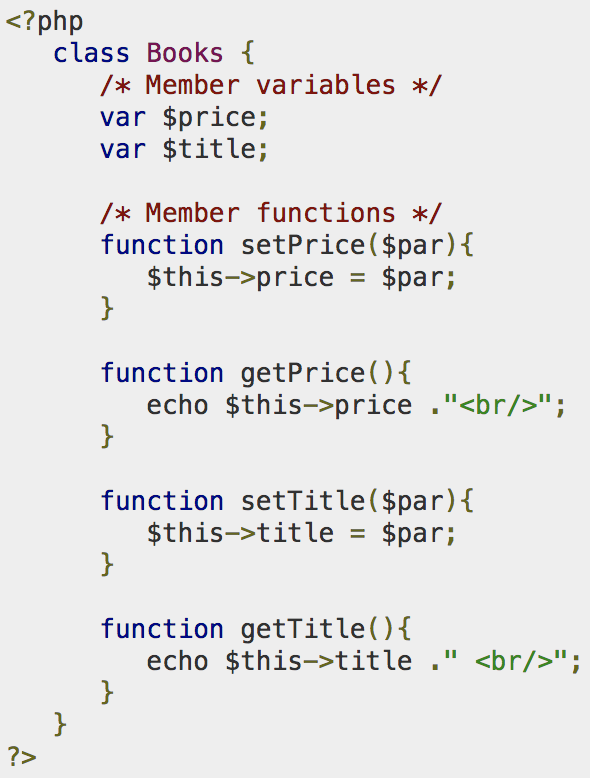 <?php
   class Books {
      /* Member variables */
      var $price;
      var $title;

      /* Member functions */
      function setPrice($par){
         $this->price = $par;
      }

      function getPrice(){
         echo $this->price ."<br/>";
      }

      function setTitle($par){
         $this->title = $par;
      }

      function getTitle(){
         echo $this->title ." <br/>";
      }
   }
?>